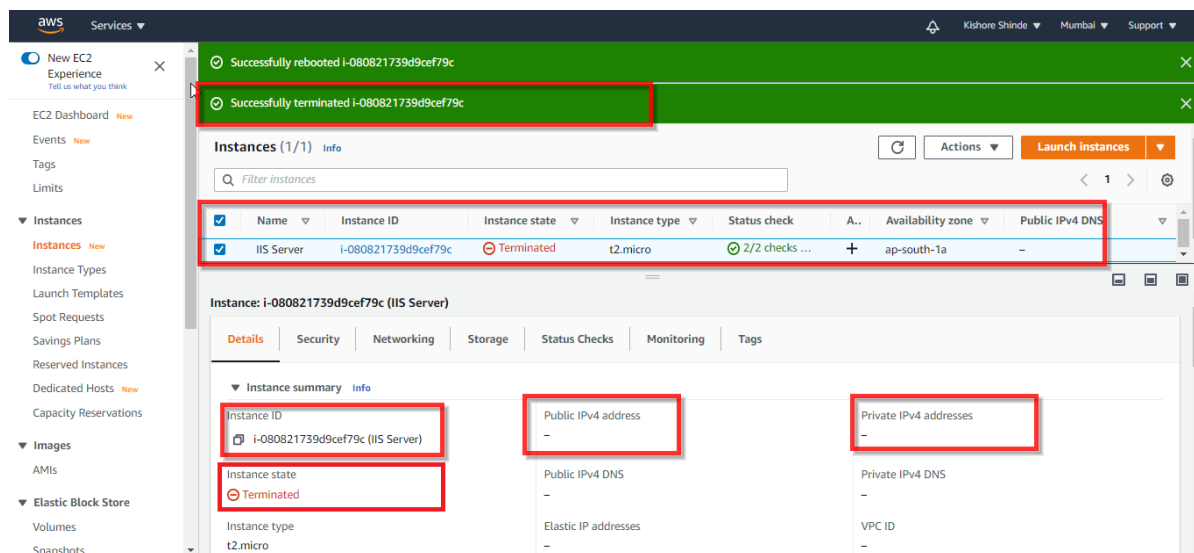 aws Services ▼ Kishore Shinde ▼ Mumbai ▼ Support ▼
New EC2
Experience
Tell us what you think
EC2 Dashboard New
Events New
Tags
Limits
▼ Instances
Instances New
Instance Types
Launch Templates
Spot Requests
Savings Plans
Reserved Instances
Dedicated Hosts New
Capacity Reservations
▼ Images
AMIs
▼ Elastic Block Store
Volumes
Snapshots
Successfully rebooted i-080821739d9cef79c
Successfully terminated i-080821739d9cef79c
Instances (1/1) Info Actions ▼ Launch instances ▼
Filter instances < 1 >
Name Instance ID Instance state Instance type Status check A.. Availability zone Public IPv4 DNS
IIS Server i-080821739d9cef79c Terminated t2.micro 2/2 checks ... + ap-south-1a –
Instance: i-080821739d9cef79c (IIS Server)
Details Security Networking Storage Status Checks Monitoring Tags
▼ Instance summary Info
Instance ID Public IPv4 address Private IPv4 addresses
i-080821739d9cef79c (IIS Server) – –
Instance state Public IPv4 DNS Private IPv4 DNS
Terminated – –
Instance type Elastic IP addresses VPC ID
t2.micro – –